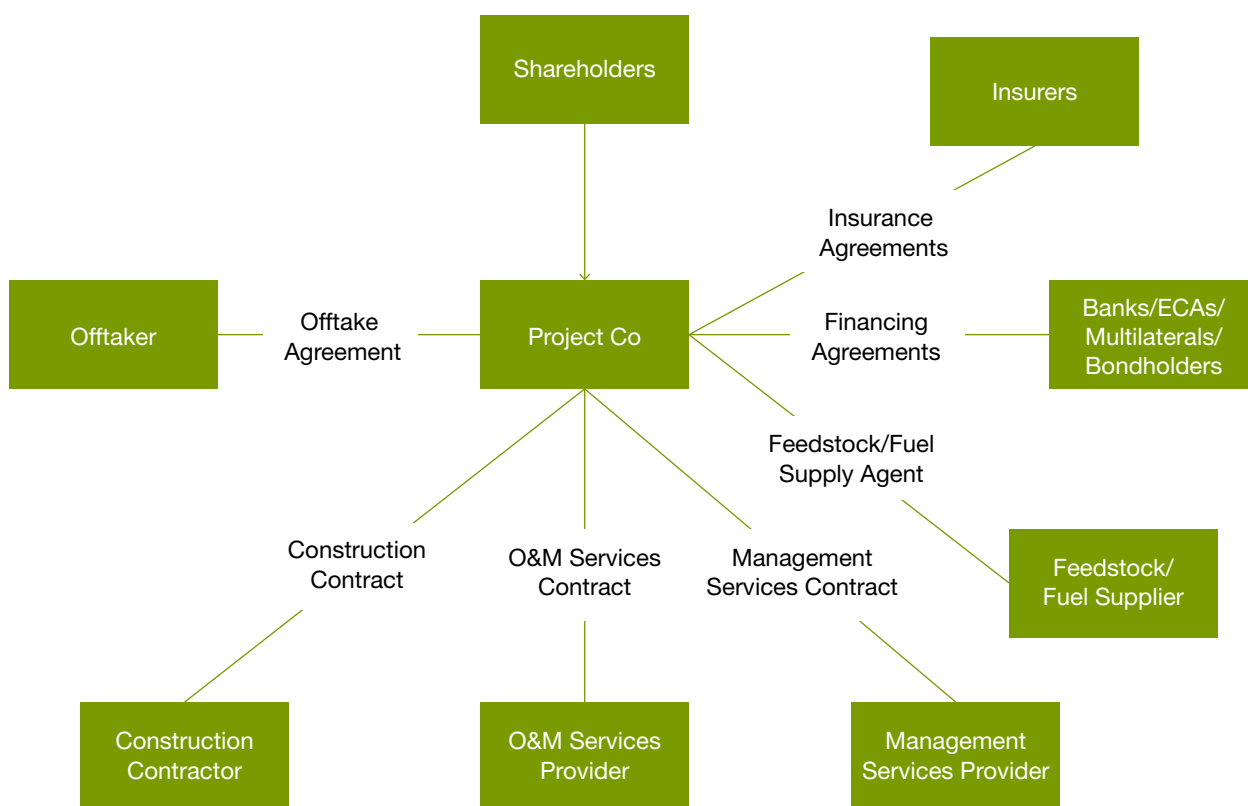 Shareholders
Insurers
Insurance
Agreements
Offtaker
Offtake
Agreement
Project Co
Financing
Agreements
Banks/ECAs/
Multilaterals/
Bondholders
Feedstock/Fuel
Supply Agent
Construction
Contract
O&M Services
Contract
Management
Services Contract
Feedstock/
Fuel Supplier
Construction
Contractor
O&M Services
Provider
Management
Services Provider